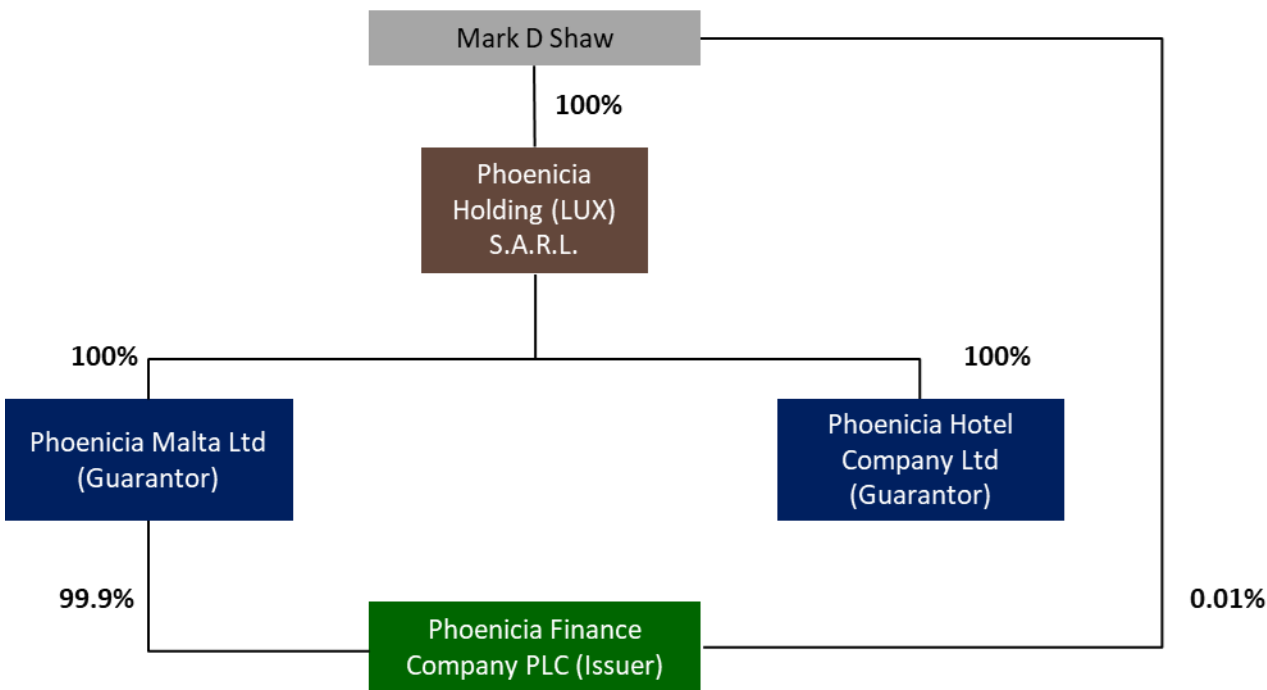 Mark D Shaw
100%
Phoenicia
Holding (LUX)
S.A.R.L.
100%
100%
Phoenicia Malta Ltd
(Guarantor)
Phoenicia Hotel
Company Ltd
(Guarantor)
99.9%
0.01%
Phoenicia Finance
Company PLC (Issuer)